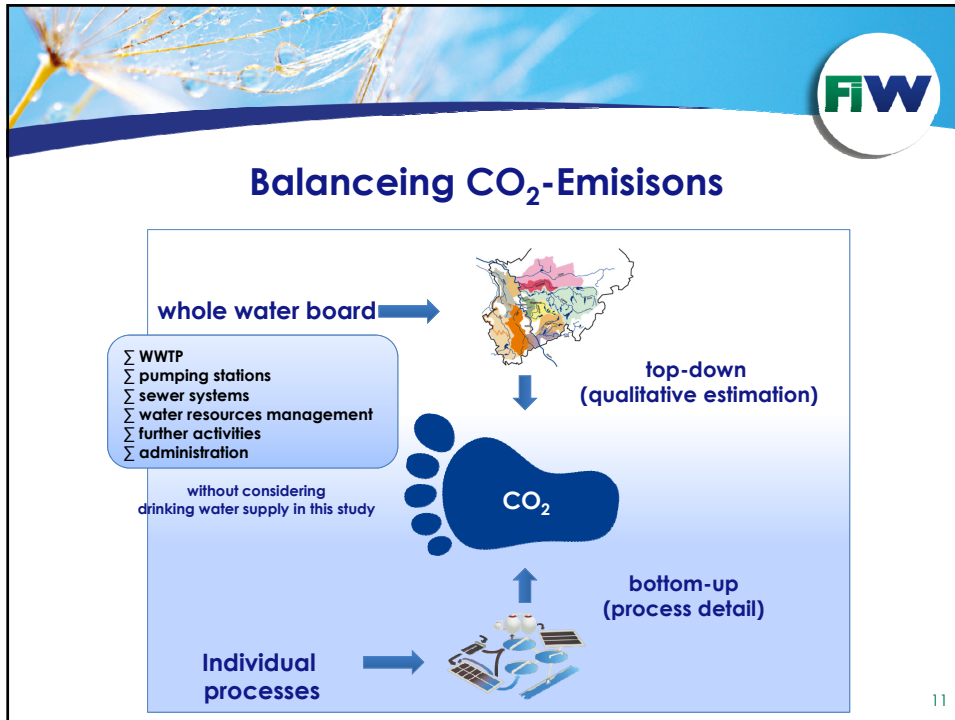 FiW
Balanceing CO₂-Emisisons
whole water board
∑ WWTP
∑ pumping stations
∑ sewer systems
∑ water resources management
∑ further activities
∑ administration
without considering
drinking water supply in this study
top-down
(qualitative estimation)
CO₂
bottom-up
(process detail)
Individual
processes
11